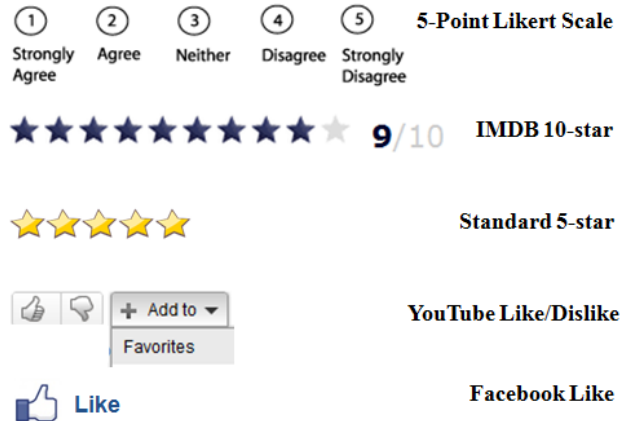 1 2 3 4 5 5-Point Likert Scale
Strongly Agree Agree Neither Disagree Strongly Disagree
9/10 IMDB 10-star
Standard 5-star
YouTube Like/Dislike
+ Add to
Favorites
Facebook Like
Like